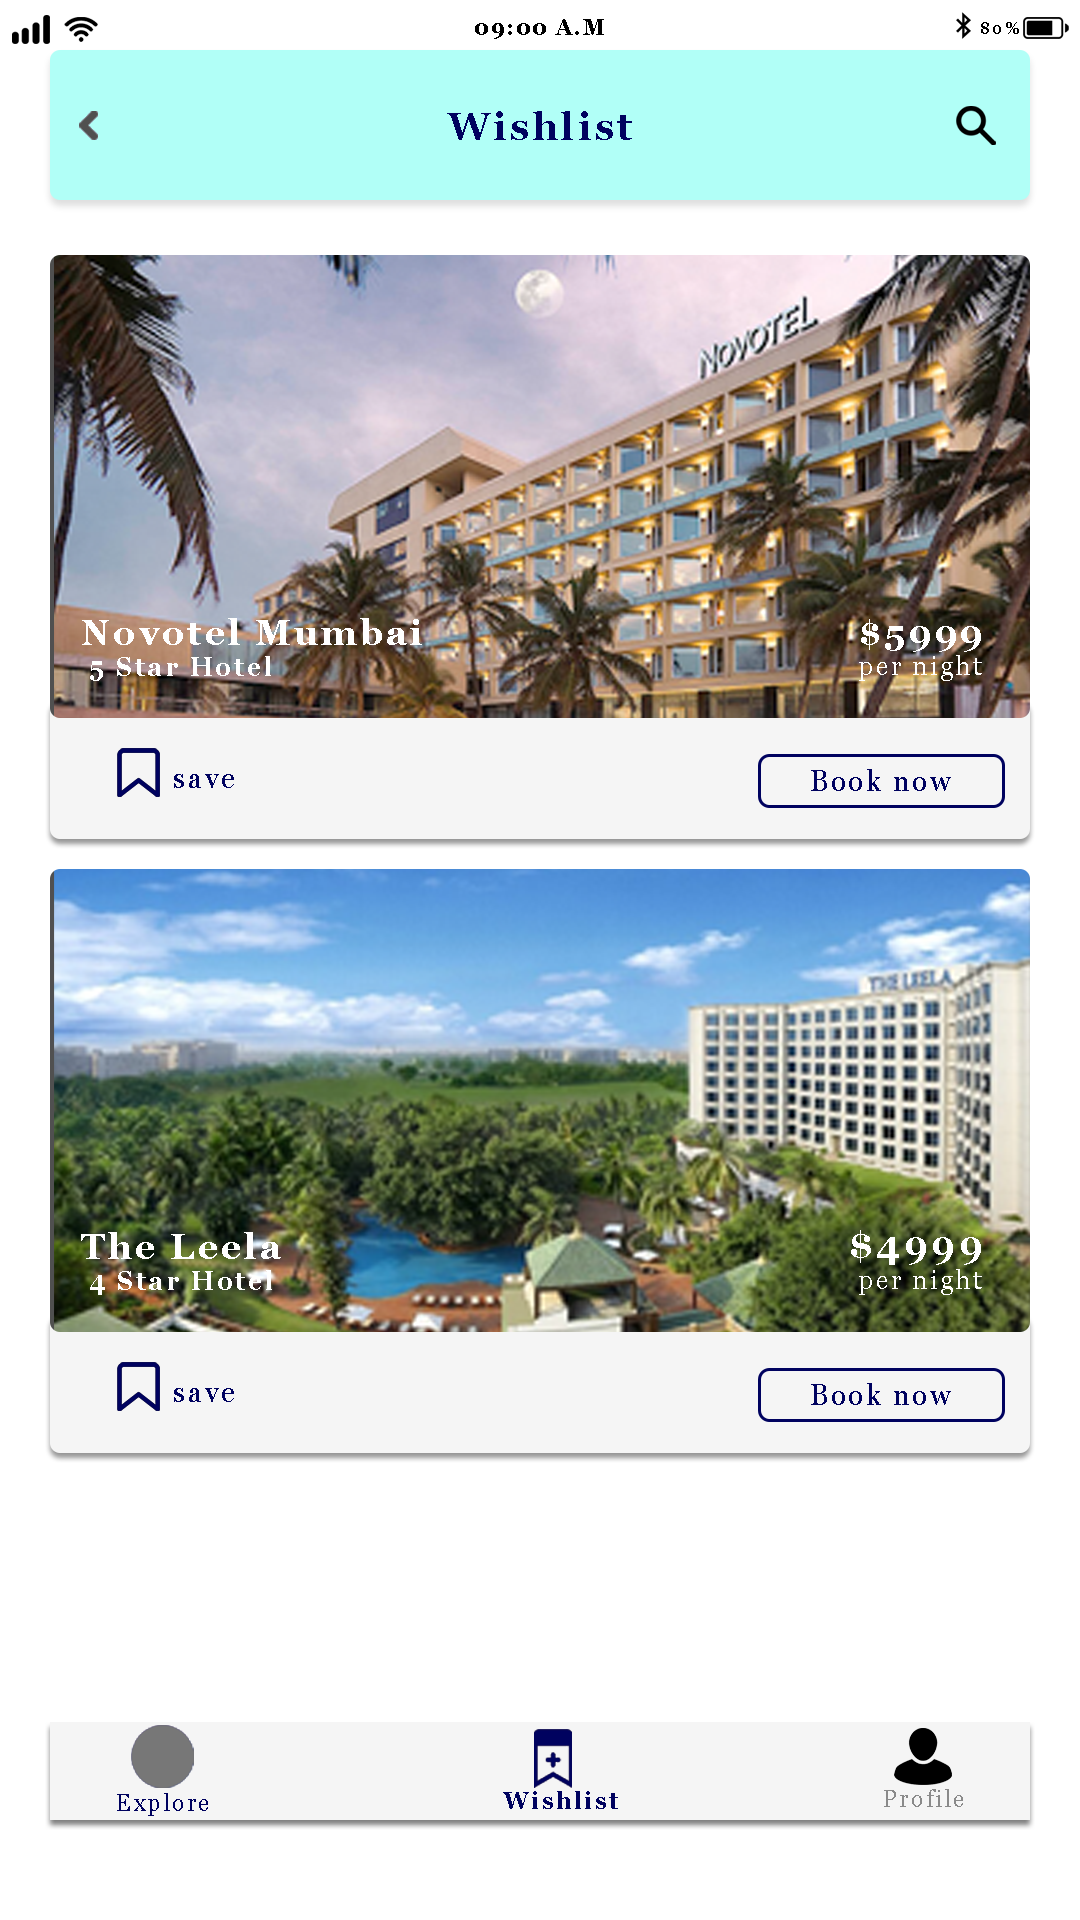 09:00 A.M
80%
Wishlist
NOVOTEL
Novotel Mumbai
5 Star Hotel
$5999
per night
save
Book now
THE LEELA
The Leela
4 Star Hotel
$4999
per night
save
Book now
Explore
Wishlist
Profile